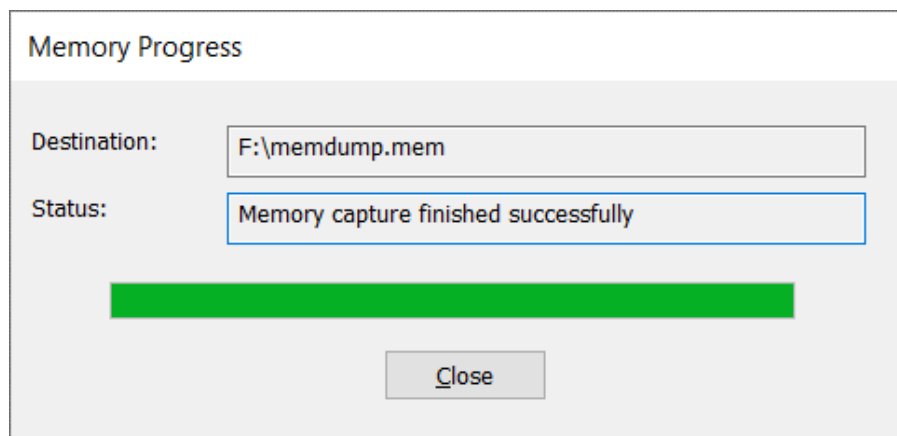 Memory Progress
Destination: F:\memdump.mem
Status: Memory capture finished successfully
Close